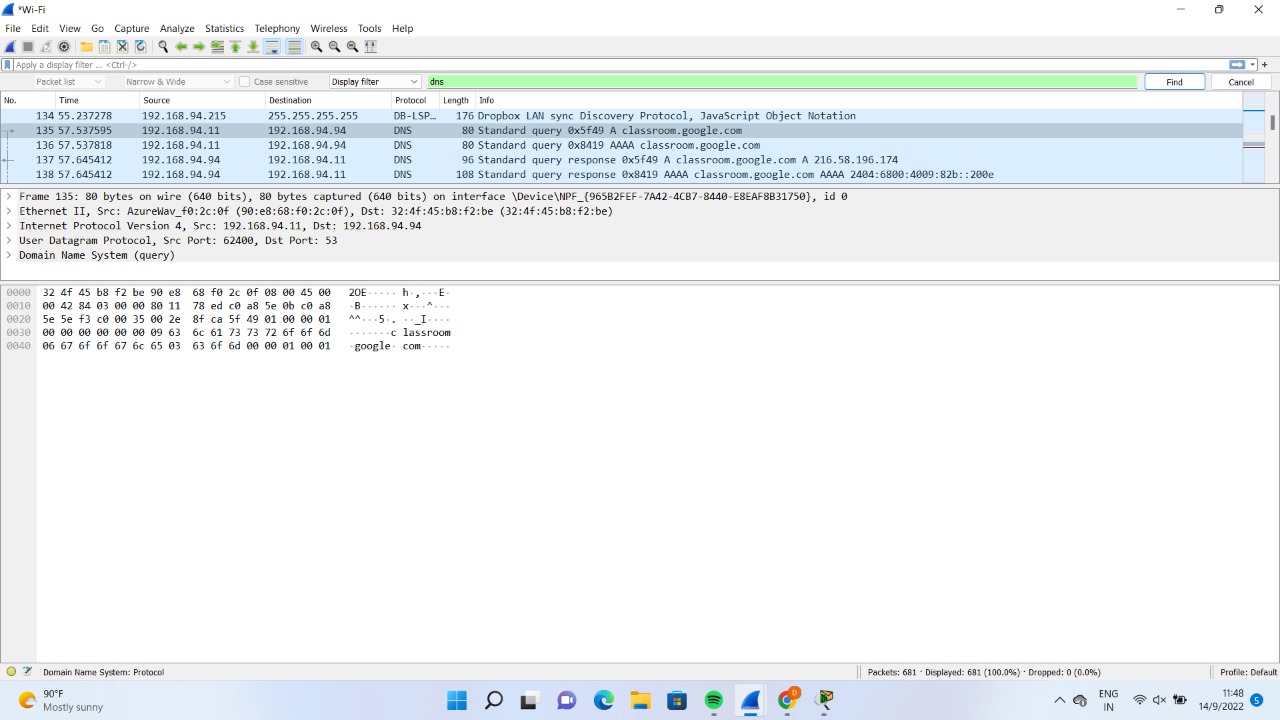 *Wi-Fi
File Edit View Go Capture Analyze Statistics Telephony Wireless Tools Help
Apply a display filter ... <Ctrl-/>
Packet list Narrow & Wide Case sensitive Display filter dns Find Cancel
No. Time Source Destination Protocol Length Info
134 55.237278 192.168.94.215 255.255.255.255 DB-LSP… 176 Dropbox LAN sync Discovery Protocol, JavaScript Object Notation
135 57.537595 192.168.94.11 192.168.94.94 DNS 80 Standard query 0x5f49 A classroom.google.com
136 57.537818 192.168.94.11 192.168.94.94 DNS 80 Standard query 0x8419 AAAA classroom.google.com
137 57.645412 192.168.94.94 192.168.94.11 DNS 96 Standard query response 0x5f49 A classroom.google.com A 216.58.196.174
138 57.645412 192.168.94.94 192.168.94.11 DNS 108 Standard query response 0x8419 AAAA classroom.google.com AAAA 2404:6800:4009:82b::200e
Frame 135: 80 bytes on wire (640 bits), 80 bytes captured (640 bits) on interface \Device\NPF_{965B2FEF-7A42-4CB7-8440-E8EAF8B31750}, id 0
Ethernet II, Src: AzureWav_f0:2c:0f (90:e8:68:f0:2c:0f), Dst: 32:4f:45:b8:f2:be (32:4f:45:b8:f2:be)
Internet Protocol Version 4, Src: 192.168.94.11, Dst: 192.168.94.94
User Datagram Protocol, Src Port: 62400, Dst Port: 53
Domain Name System (query)
0000 32 4f 45 b8 f2 be 90 e8 68 f0 2c 0f 08 00 45 00 2OE····· h·,···E·
0010 00 42 84 03 00 00 80 11 78 ed c0 a8 5e 0b c0 a8 ·B······ x···^···
0020 5e 5e f3 c0 00 35 00 2e 8f ca 5f 49 01 00 00 01 ^^···5·. ··_I····
0030 00 00 00 00 00 00 09 63 6c 61 73 73 72 6f 6f 6d ·······c lassroom
0040 06 67 6f 6f 67 6c 65 03 63 6f 6d 00 00 01 00 01 ·google· com·····
Domain Name System: Protocol Packets: 681 · Displayed: 681 (100.0%) · Dropped: 0 (0.0%) Profile: Default
90°F
Mostly sunny
D
ENG
IN
11:48
14/9/2022
5